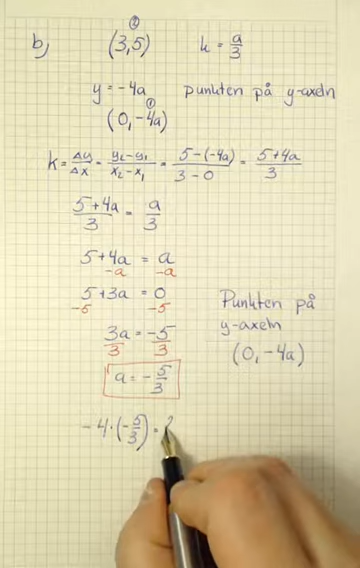 ②
b) (3,5) k = a/3
y = -4a punkten på y-axeln
①
(0,-4a)
k = Δy/Δx = y₂-y₁/x₂-x₁ = 5-(-4a)/3-0 = 5+4a/3
5+4a/3 = a/3
5+4a = a
-a -a
5+3a = 0
-5 -5
3a/3 = -5/3
a = -5/3
Punkten på
y-axeln
(0, -4a)
-4·(-5/3) =